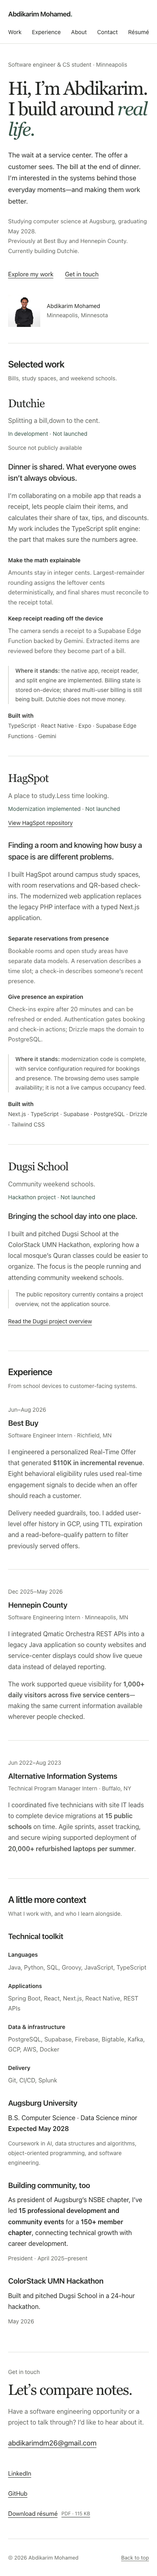 Abdikarim Mohamed.
Work Experience About Contact Résumé
Software engineer & CS student · Minneapolis
Hi, I’m Abdikarim.
I build around real
life.
The wait at a service center. The offer a
customer sees. The bill at the end of dinner.
I’m interested in the systems behind those
everyday moments—and making them work
better.
Studying computer science at Augsburg, graduating
May 2028.
Previously at Best Buy and Hennepin County.
Currently building Dutchie.
Explore my work Get in touch
Abdikarim Mohamed
Minneapolis, Minnesota
Selected work
Bills, study spaces, and weekend schools.
Dutchie
Splitting a bill,down to the cent.
In development · Not launched
Source not publicly available
Dinner is shared. What everyone owes
isn’t always obvious.
I’m collaborating on a mobile app that reads a
receipt, lets people claim their items, and
calculates their share of tax, tips, and discounts.
My work includes the TypeScript split engine:
the part that makes sure the numbers agree.
Make the math explainable
Amounts stay in integer cents. Largest-remainder
rounding assigns the leftover cents
deterministically, and final shares must reconcile to
the receipt total.
Keep receipt reading off the device
The camera sends a receipt to a Supabase Edge
Function backed by Gemini. Extracted items are
reviewed before they become part of a bill.
Where it stands: the native app, receipt reader,
and split engine are implemented. Billing state is
stored on-device; shared multi-user billing is still
being built. Dutchie does not move money.
Built with
TypeScript · React Native · Expo · Supabase Edge
Functions · Gemini
HagSpot
A place to study.Less time looking.
Modernization implemented · Not launched
View HagSpot repository
Finding a room and knowing how busy a
space is are different problems.
I built HagSpot around campus study spaces,
with room reservations and QR-based check-
ins. The modernized web application replaces
the legacy PHP interface with a typed Next.js
application.
Separate reservations from presence
Bookable rooms and open study areas have
separate data models. A reservation describes a
time slot; a check-in describes someone’s recent
presence.
Give presence an expiration
Check-ins expire after 20 minutes and can be
refreshed or ended. Authentication gates booking
and check-in actions; Drizzle maps the domain to
PostgreSQL.
Where it stands: modernization code is complete,
with service configuration required for bookings
and presence. The browsing demo uses sample
availability; it is not a live campus occupancy feed.
Built with
Next.js · TypeScript · Supabase · PostgreSQL · Drizzle
· Tailwind CSS
Dugsi School
Community weekend schools.
Hackathon project · Not launched
Bringing the school day into one place.
I built and pitched Dugsi School at the
ColorStack UMN Hackathon, exploring how a
local mosque’s Quran classes could be easier to
organize. The focus is the people running and
attending community weekend schools.
The public repository currently contains a project
overview, not the application source.
Read the Dugsi project overview
Experience
From school devices to customer-facing systems.
Jun–Aug 2026
Best Buy
Software Engineer Intern · Richfield, MN
I engineered a personalized Real-Time Offer
that generated $110K in incremental revenue.
Eight behavioral eligibility rules used real-time
engagement signals to decide when an offer
should reach a customer.
Delivery needed guardrails, too. I added user-
level offer history in GCP, with TTL expiration
and a read-before-qualify pattern to filter
previously served offers.
Dec 2025–May 2026
Hennepin County
Software Engineering Intern · Minneapolis, MN
I integrated Qmatic Orchestra REST APIs into a
legacy Java application so county websites and
service-center displays could show live queue
data instead of delayed reporting.
The work supported queue visibility for 1,000+
daily visitors across five service centers—
making the same current information available
wherever people checked.
Jun 2022–Aug 2023
Alternative Information Systems
Technical Program Manager Intern · Buffalo, NY
I coordinated five technicians with site IT leads
to complete device migrations at 15 public
schools on time. Agile sprints, asset tracking,
and secure wiping supported deployment of
20,000+ refurbished laptops per summer.
A little more context
What I work with, and who I learn alongside.
Technical toolkit
Languages
Java, Python, SQL, Groovy, JavaScript, TypeScript
Applications
Spring Boot, React, Next.js, React Native, REST
APIs
Data & infrastructure
PostgreSQL, Supabase, Firebase, Bigtable, Kafka,
GCP, AWS, Docker
Delivery
Git, CI/CD, Splunk
Augsburg University
B.S. Computer Science · Data Science minor
Expected May 2028
Coursework in AI, data structures and algorithms,
object-oriented programming, and software
engineering.
Building community, too
As president of Augsburg’s NSBE chapter, I’ve
led 15 professional development and
community events for a 150+ member
chapter, connecting technical growth with
career development.
President · April 2025–present
ColorStack UMN Hackathon
Built and pitched Dugsi School in a 24-hour
hackathon.
May 2026
Get in touch
Let’s compare notes.
Have a software engineering opportunity or a
project to talk through? I’d like to hear about it.
abdikarimdm26@gmail.com
LinkedIn
GitHub
Download résumé PDF · 115 KB
© 2026 Abdikarim Mohamed Back to top